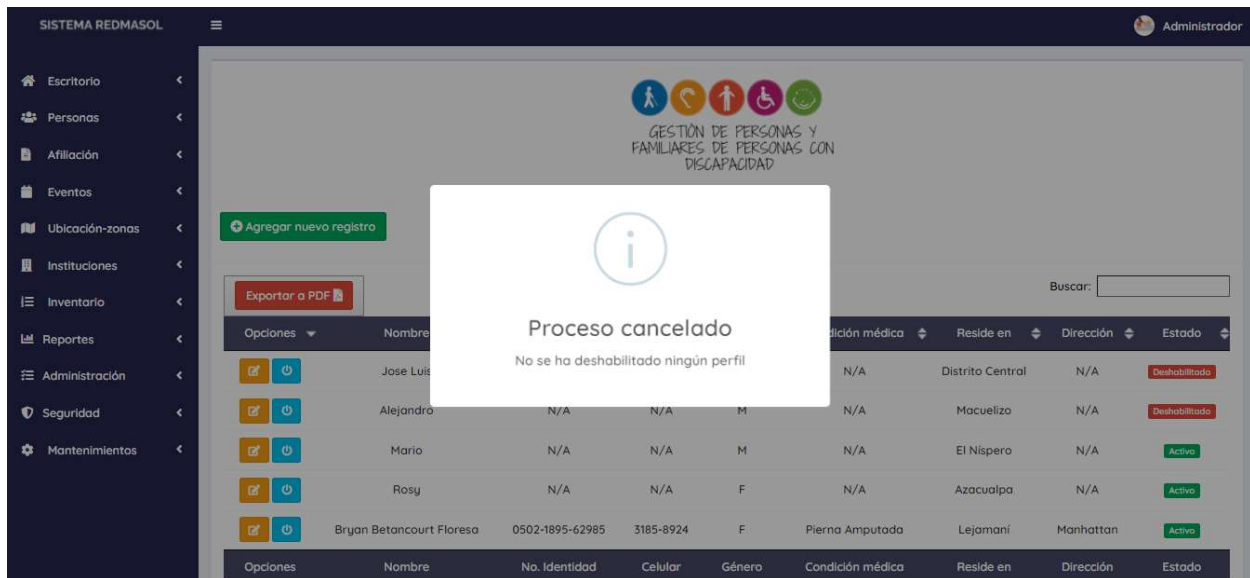 SISTEMA REDMASOL
Administrador
Escritorio
Personas
Afiliación
Eventos
Ubicación-zonas
Instituciones
Inventario
Reportes
Administración
Seguridad
Mantenimientos
GESTIÓN DE PERSONAS Y
FAMILIARES DE PERSONAS CON
DISCAPACIDAD
Agregar nuevo registro
Exportar a PDF
Buscar:
Proceso cancelado
No se ha deshabilitado ningún perfil
Opciones Nombre dición médica Reside en Dirección Estado
Jose Luis N/A Distrito Central N/A Deshabilitado
Alejandro N/A N/A M N/A Macuelizo N/A Deshabilitado
Mario N/A N/A M N/A El Níspero N/A Activo
Rosy N/A N/A F N/A Azacualpa N/A Activo
Bryan Betancourt Floresa 0502-1895-62985 3185-8924 F Pierna Amputada Lejamaní Manhattan Activo
Opciones Nombre No. Identidad Celular Género Condición médica Reside en Dirección Estado